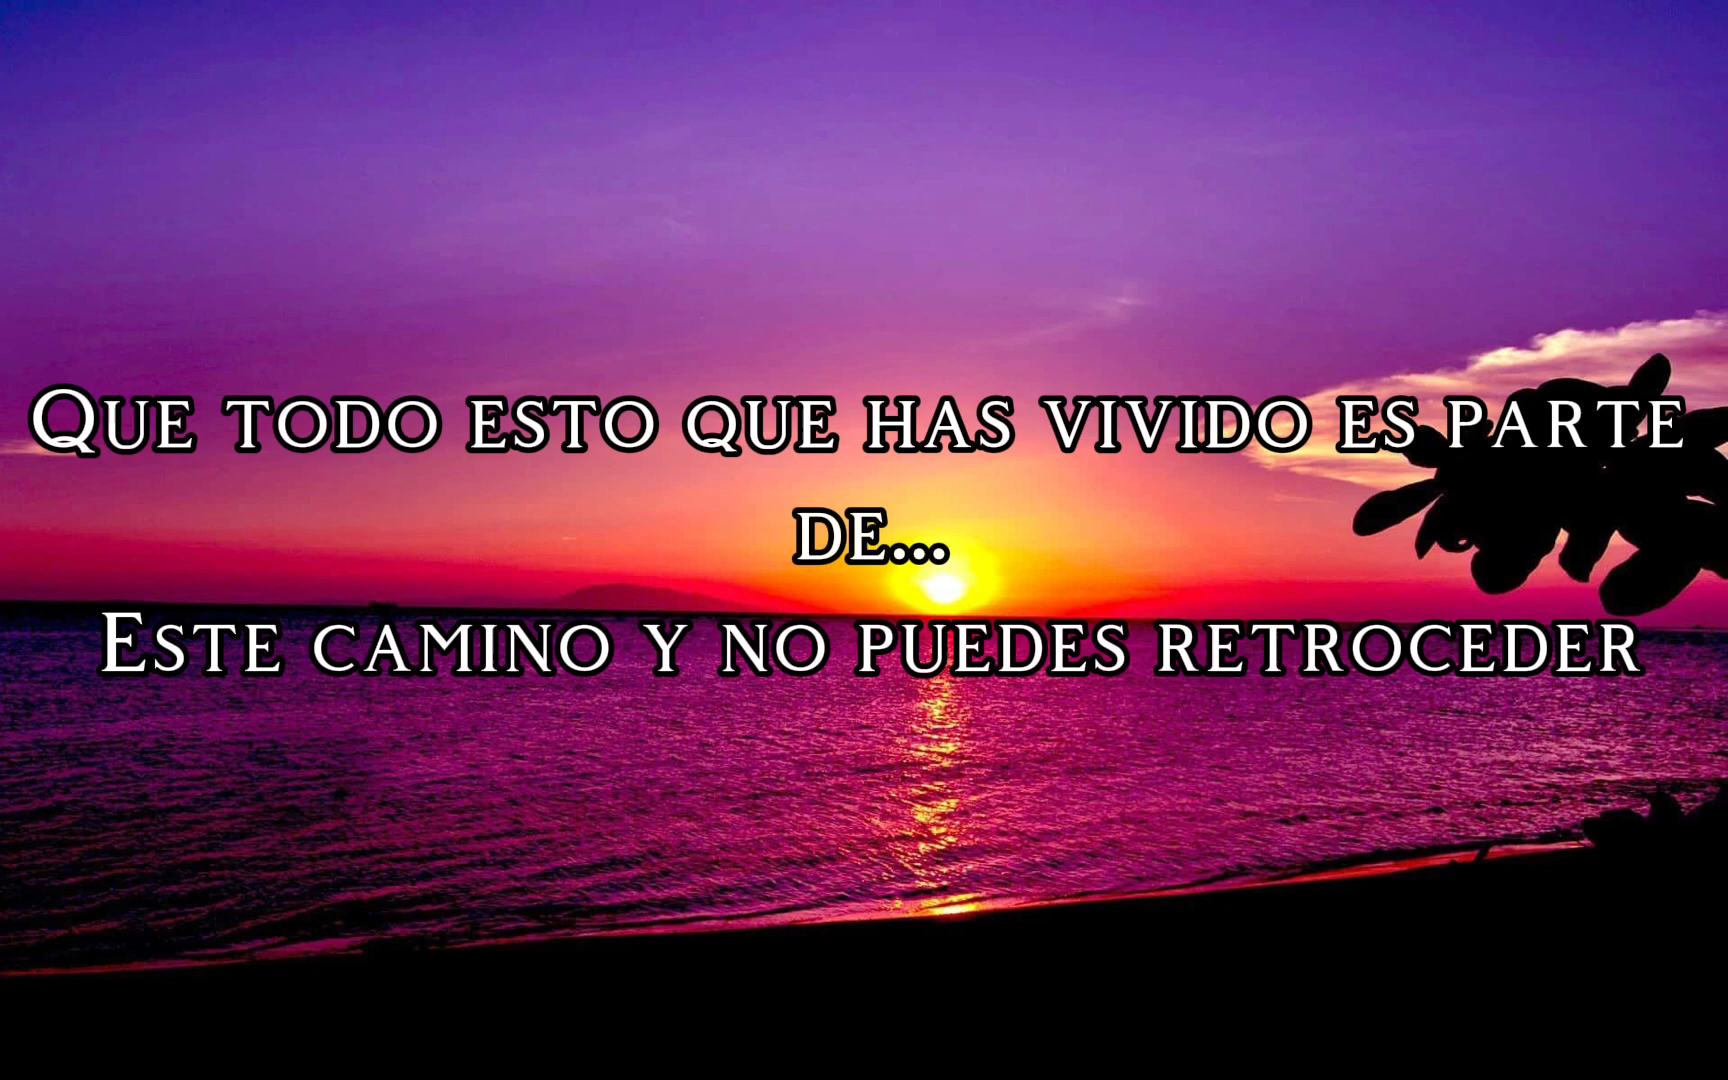 Que todo esto que has vivido es parte
de...
Este camino y no puedes retroceder